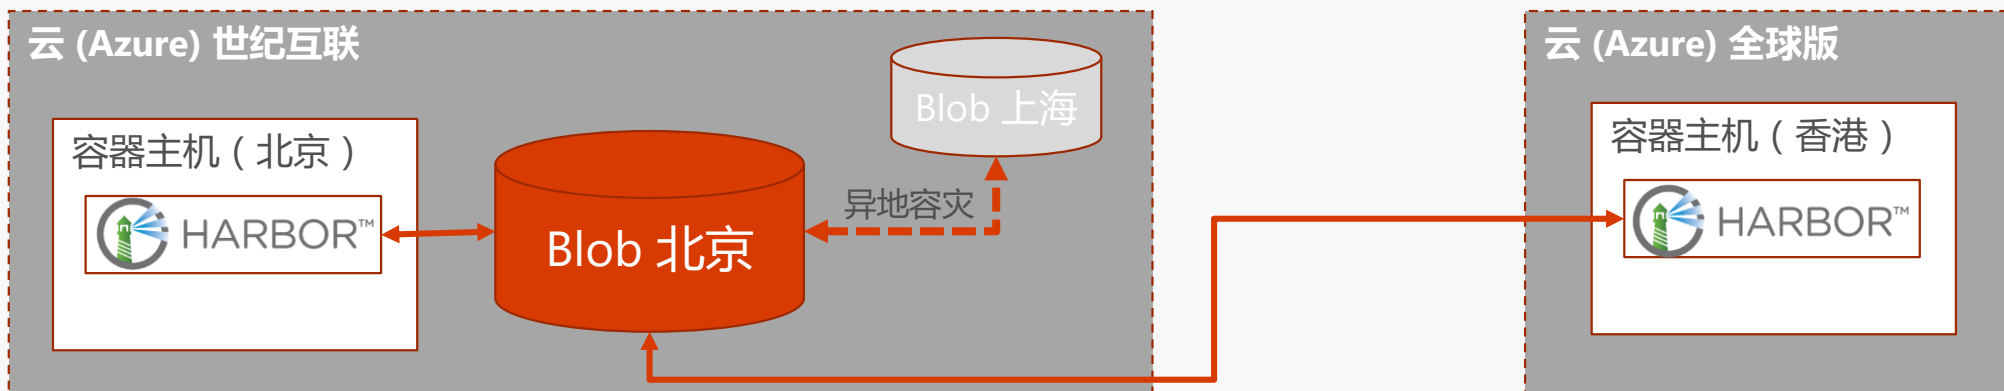 云 (Azure) 世纪互联
云 (Azure) 全球版
Blob 上海
容器主机（北京）
容器主机（香港）
异地容灾
HARBOR™
Blob 北京
HARBOR™